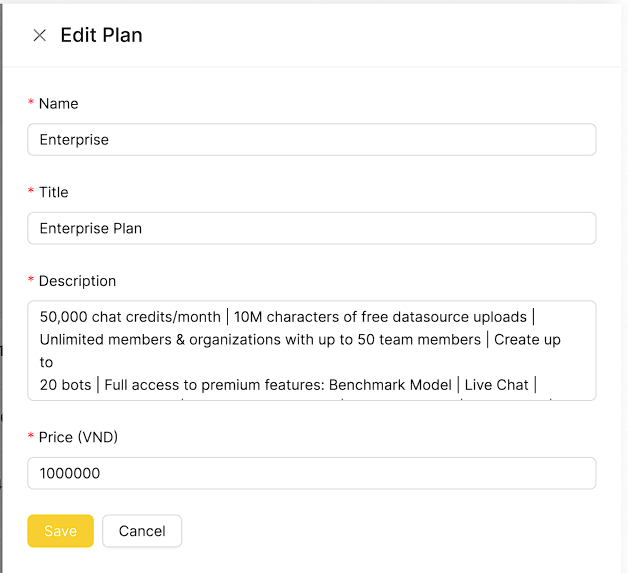 Edit Plan
* Name
Enterprise
* Title
Enterprise Plan
* Description
50,000 chat credits/month | 10M characters of free datasource uploads |
Unlimited members & organizations with up to 50 team members | Create up
to
20 bots | Full access to premium features: Benchmark Model | Live Chat |
* Price (VND)
1000000
Save
Cancel